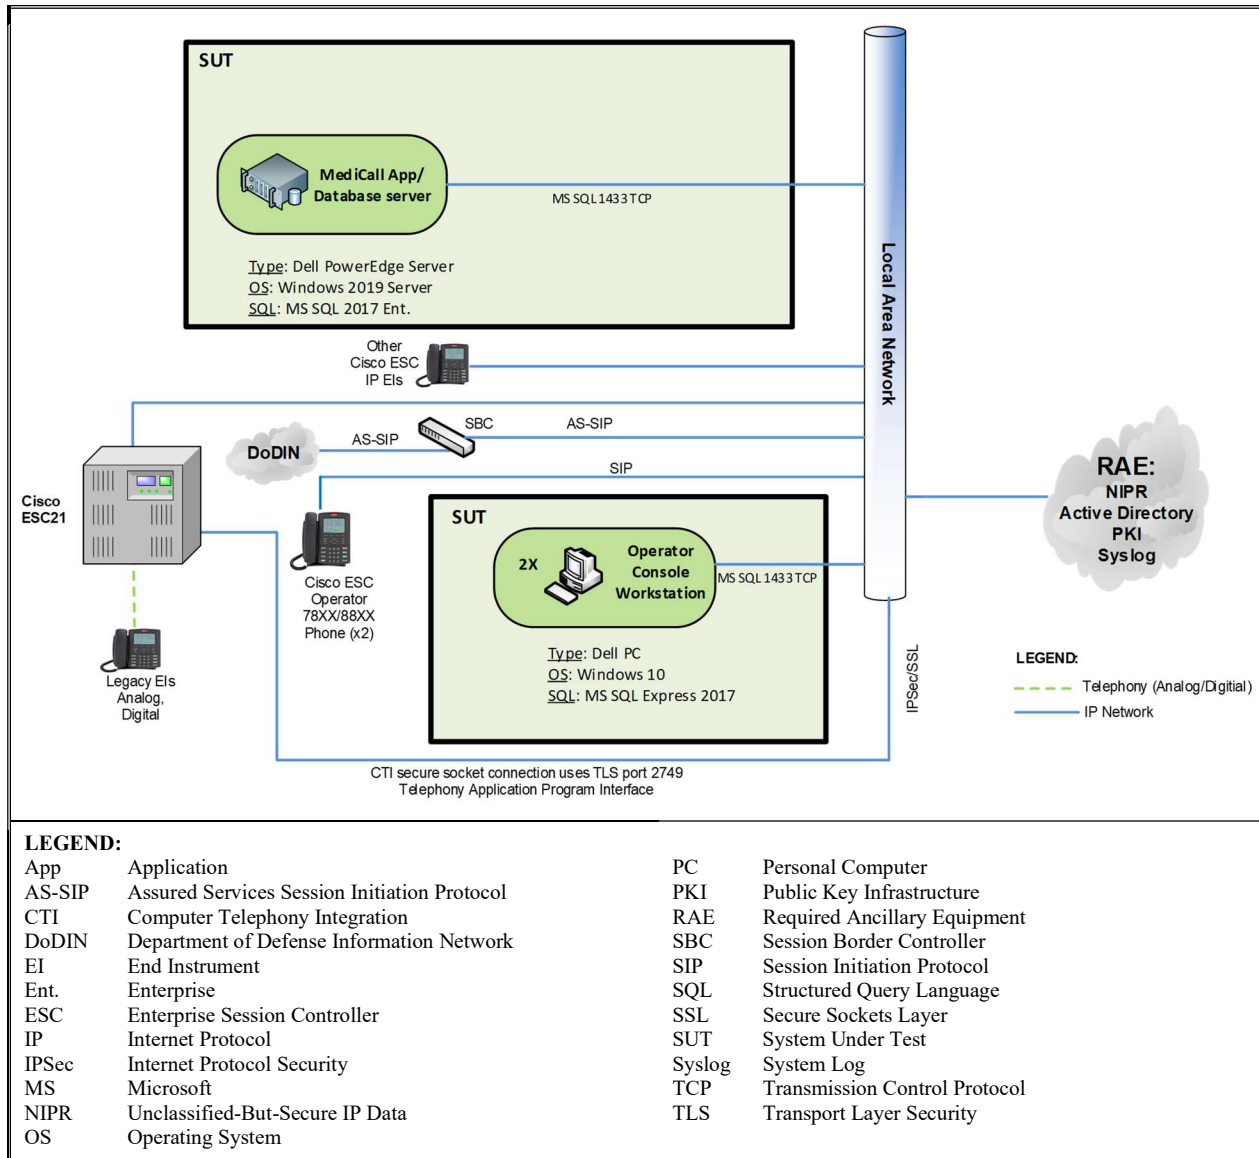 SUT
MediCall App/
Database server
MS SQL 1433 TCP
Type: Dell PowerEdge Server
OS: Windows 2019 Server
SQL: MS SQL 2017 Ent.
Local Area Network
Other
Cisco ESC
IP EIs
SBC
AS-SIP
AS-SIP
DoDIN
SIP
Cisco
ESC21
RAE:
NIPR
Active Directory
PKI
Syslog
SUT
2X
Operator
Console
Workstation
MS SQL 1433 TCP
Cisco ESC
Operator
78XX/88XX
Phone (x2)
Type: Dell PC
OS: Windows 10
SQL: MS SQL Express 2017
Legacy EIs
Analog,
Digital
IPSec/SSL
LEGEND:
Telephony (Analog/Digitial)
IP Network
CTI secure socket connection uses TLS port 2749
Telephony Application Program Interface
LEGEND:
App Application
AS-SIP Assured Services Session Initiation Protocol
CTI Computer Telephony Integration
DoDIN Department of Defense Information Network
EI End Instrument
Ent. Enterprise
ESC Enterprise Session Controller
IP Internet Protocol
IPSec Internet Protocol Security
MS Microsoft
NIPR Unclassified-But-Secure IP Data
OS Operating System
PC Personal Computer
PKI Public Key Infrastructure
RAE Required Ancillary Equipment
SBC Session Border Controller
SIP Session Initiation Protocol
SQL Structured Query Language
SSL Secure Sockets Layer
SUT System Under Test
Syslog System Log
TCP Transmission Control Protocol
TLS Transport Layer Security